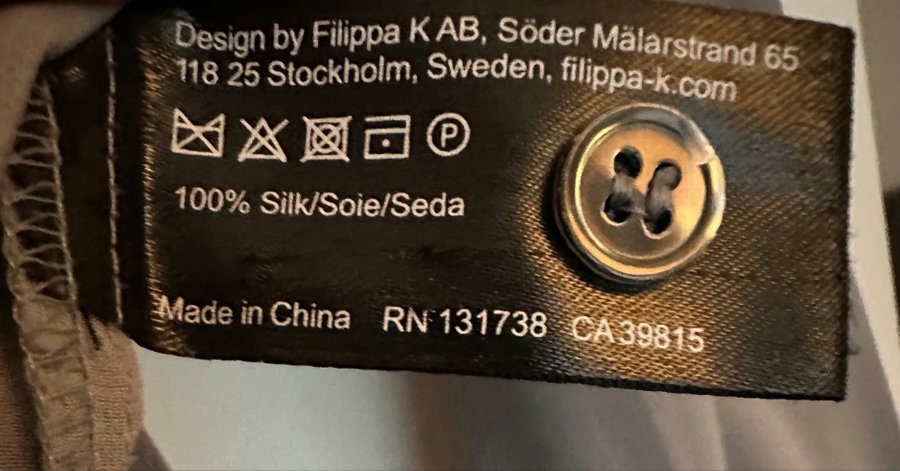 Design by Filippa K AB, Söder Mälarstrand 65
118 25 Stockholm, Sweden, filippa-k.com
P
100% Silk/Soie/Seda
Made in China RN 131738 CA 39815